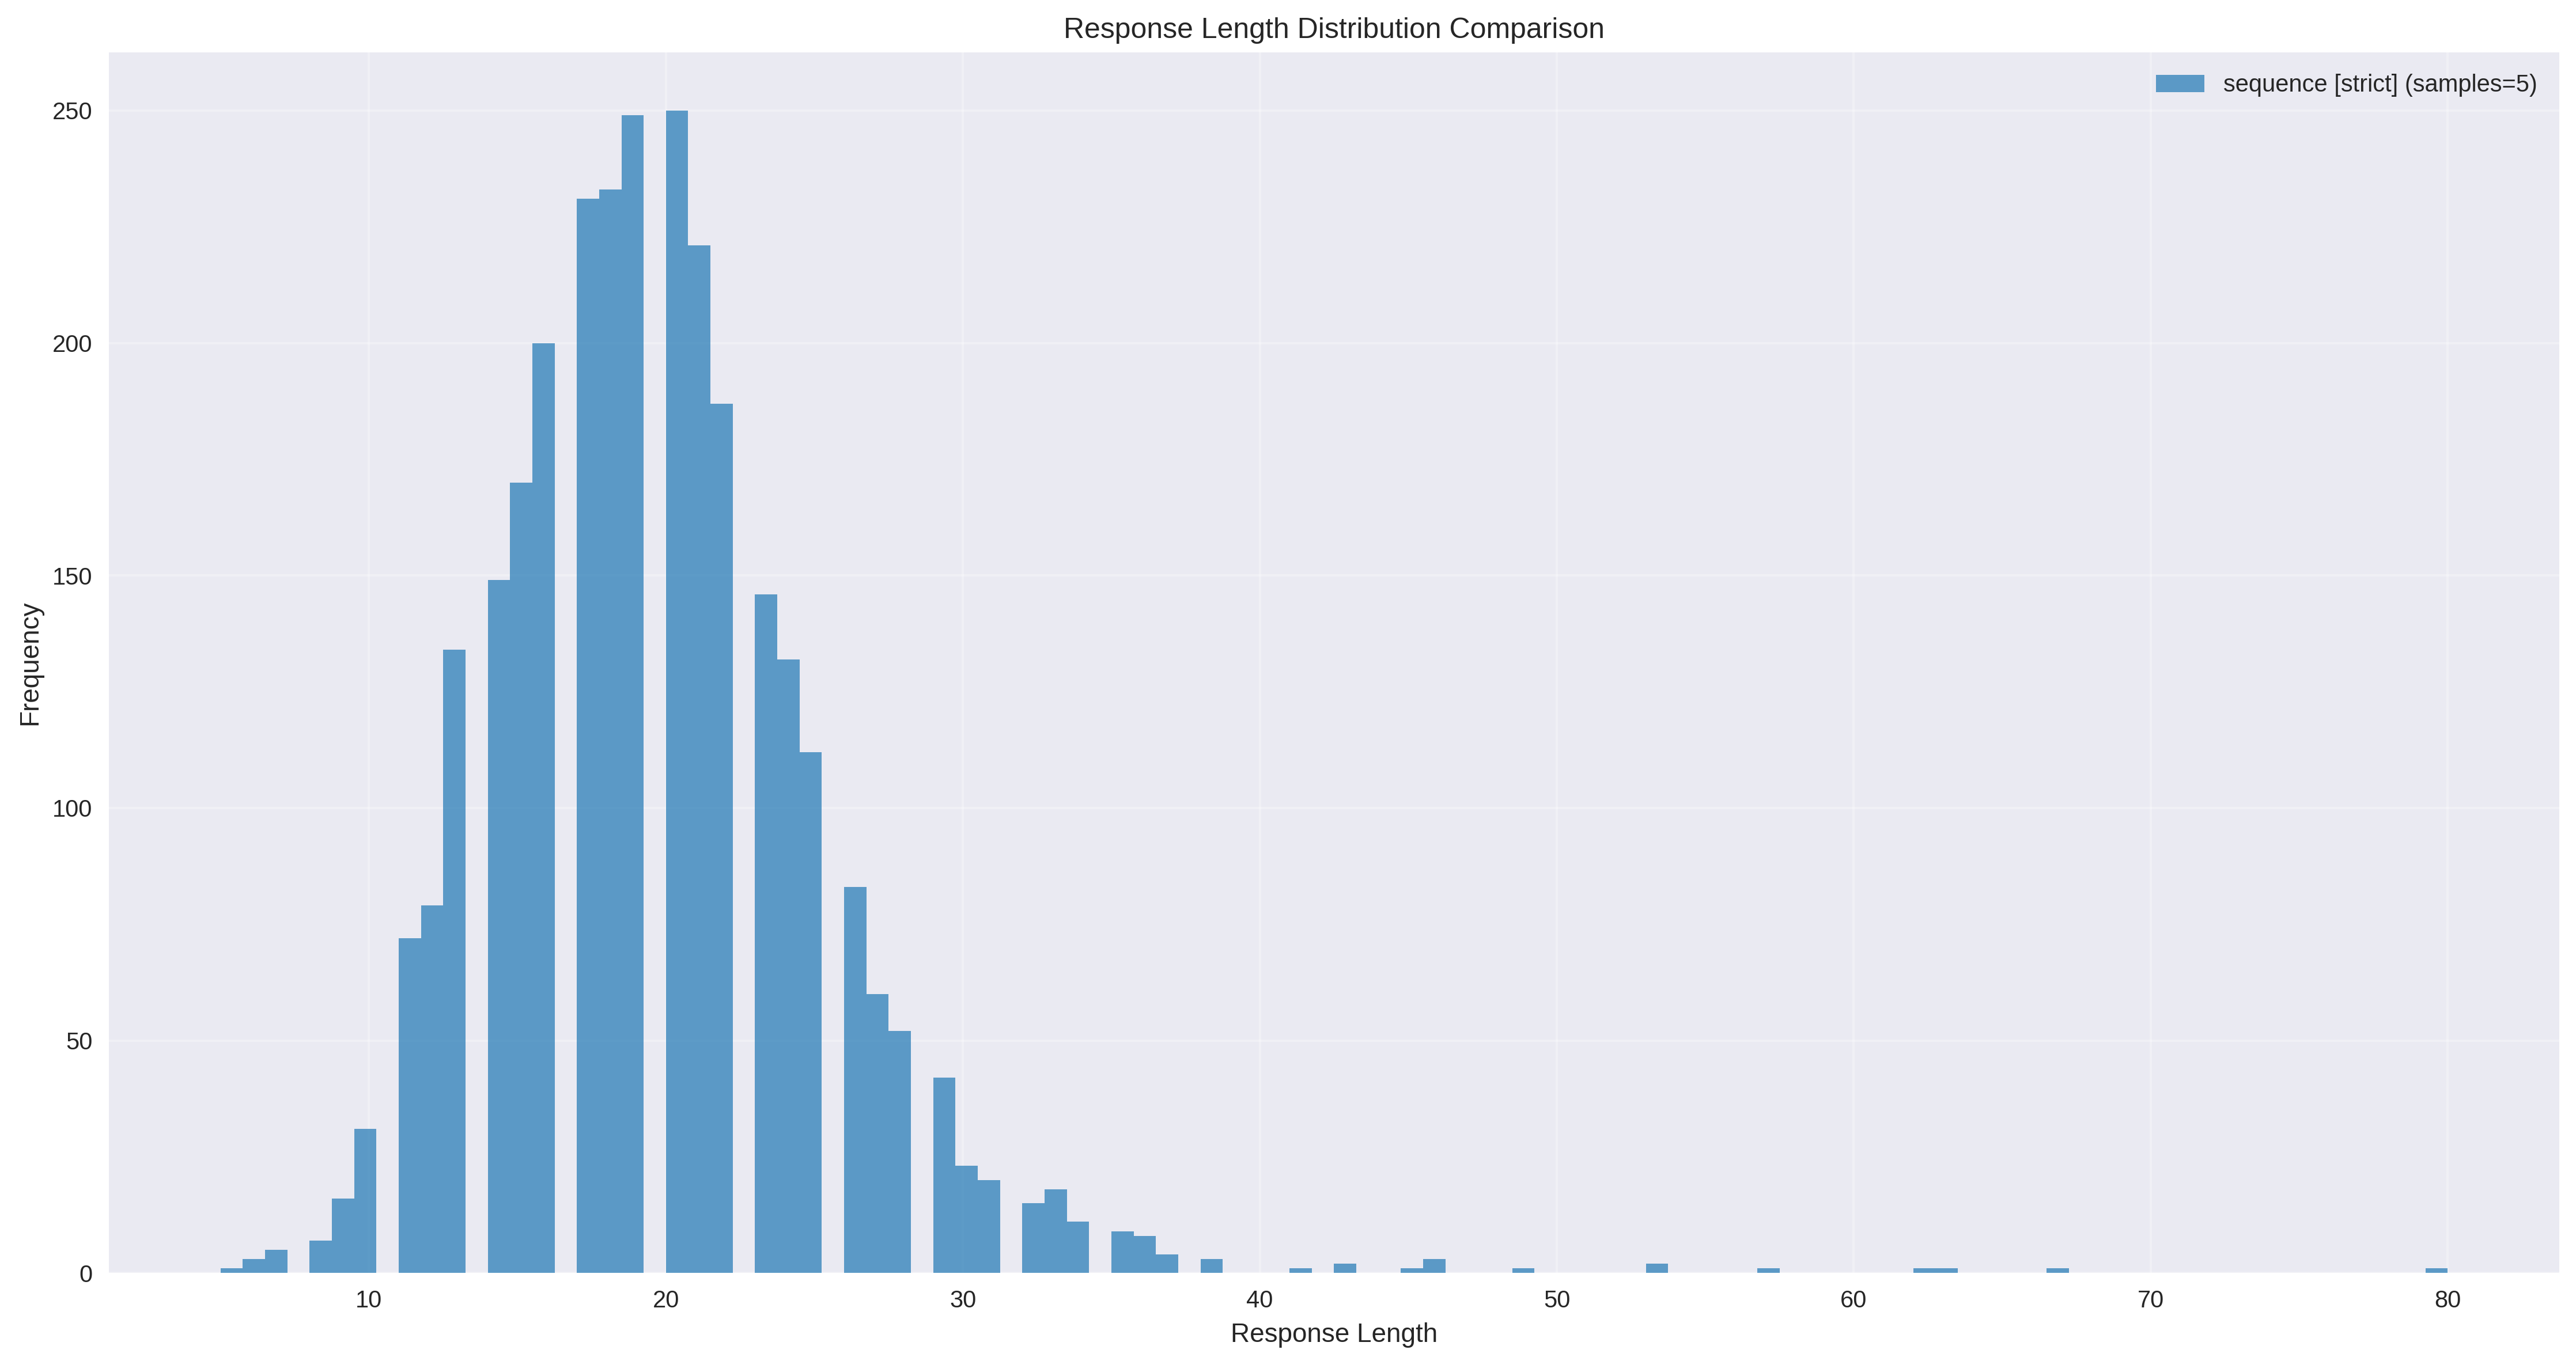 Response Length Distribution Comparison
sequence [strict] (samples=5)
250
200
150
100
50
0
Frequency
10 20 30 40 50 60 70 80
Response Length